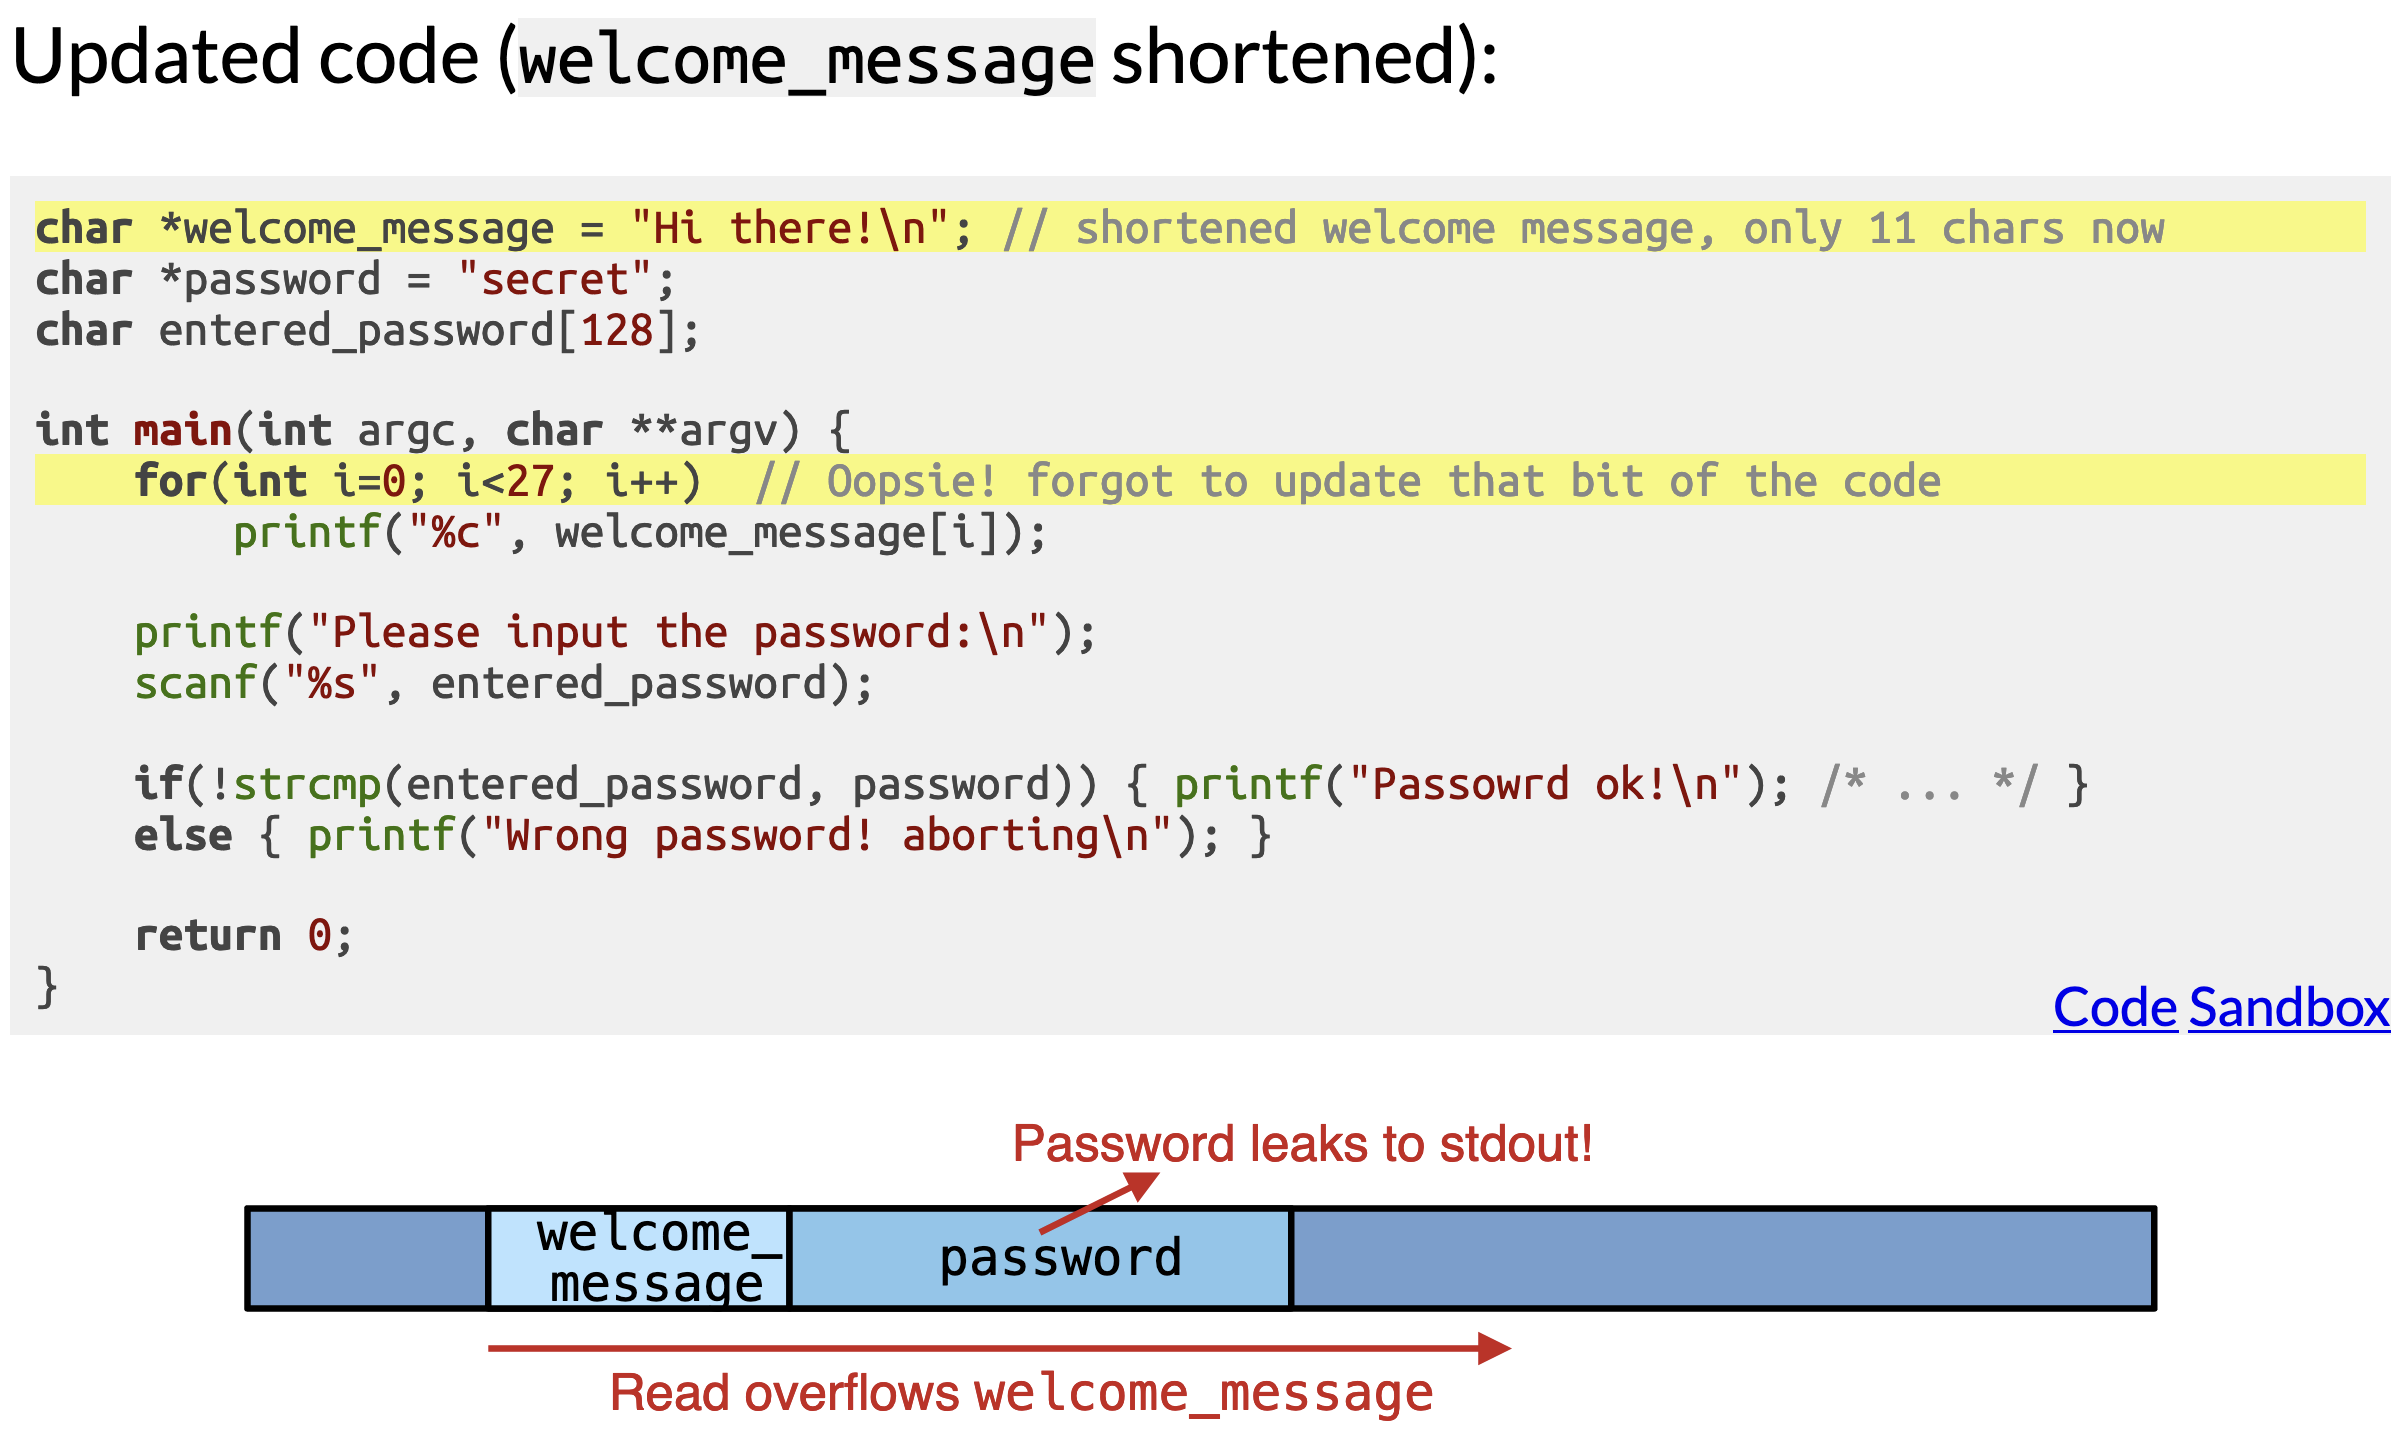 Updated code (welcome_message shortened):
char *welcome_message = "Hi there!\n"; // shortened welcome message, only 11 chars now
char *password = "secret";
char entered_password[128];
int main(int argc, char **argv) {
    for(int i=0; i<27; i++)  // Oopsie! forgot to update that bit of the code
        printf("%c", welcome_message[i]);
    printf("Please input the password:\n");
    scanf("%s", entered_password);
    if(!strcmp(entered_password, password)) { printf("Passowrd ok!\n"); /* ... */ }
    else { printf("Wrong password! aborting\n"); }
    return 0;
}
Code Sandbox
Password leaks to stdout!
welcome_
message
password
Read overflows welcome_message